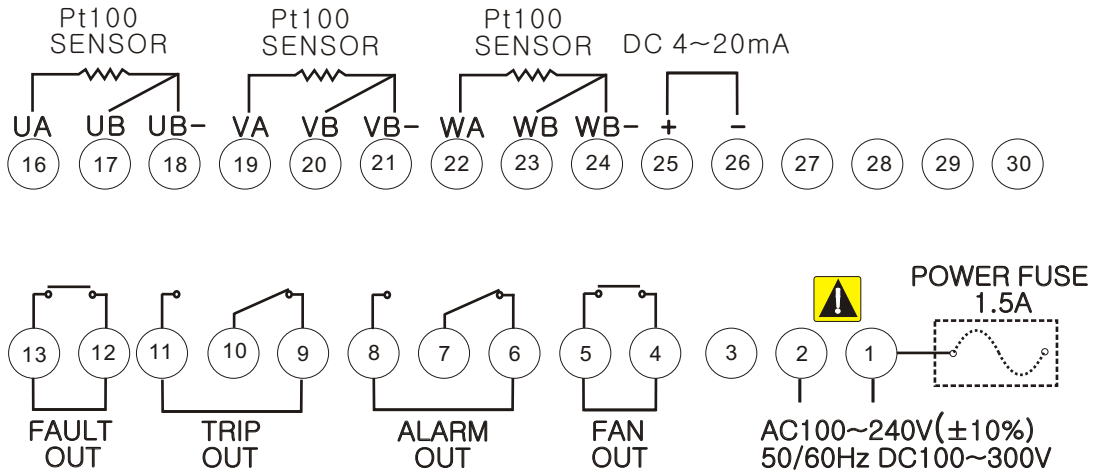 Pt100 Pt100 Pt100
SENSOR SENSOR SENSOR DC 4~20mA
UA UB UB- VA VB VB- WA WB WB- + -
16 17 18 19 20 21 22 23 24 25 26 27 28 29 30
POWER FUSE
1.5A
13 12 11 10 9 8 7 6 5 4 3 2 1
FAULT TRIP ALARM FAN AC100~240V(±10%)
OUT OUT OUT OUT 50/60Hz DC100~300V